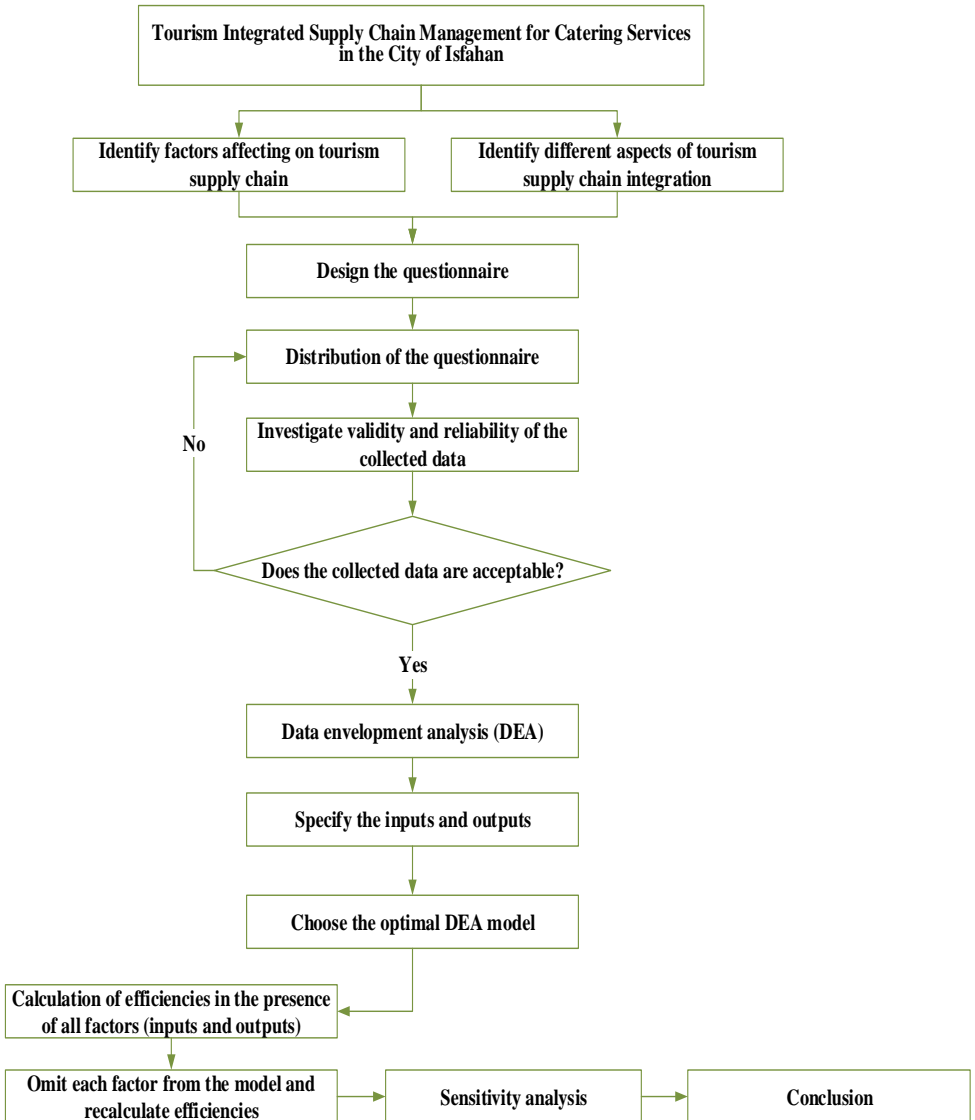 Tourism Integrated Supply Chain Management for Catering Services
in the City of Isfahan
Identify factors affecting on tourism
supply chain
Identify different aspects of tourism
supply chain integration
Design the questionnaire
Distribution of the questionnaire
No
Investigate validity and reliability of the
collected data
Does the collected data are acceptable?
Yes
Data envelopment analysis (DEA)
Specify the inputs and outputs
Choose the optimal DEA model
Calculation of efficiencies in the presence
of all factors (inputs and outputs)
Omit each factor from the model and
recalculate efficiencies
Sensitivity analysis
Conclusion